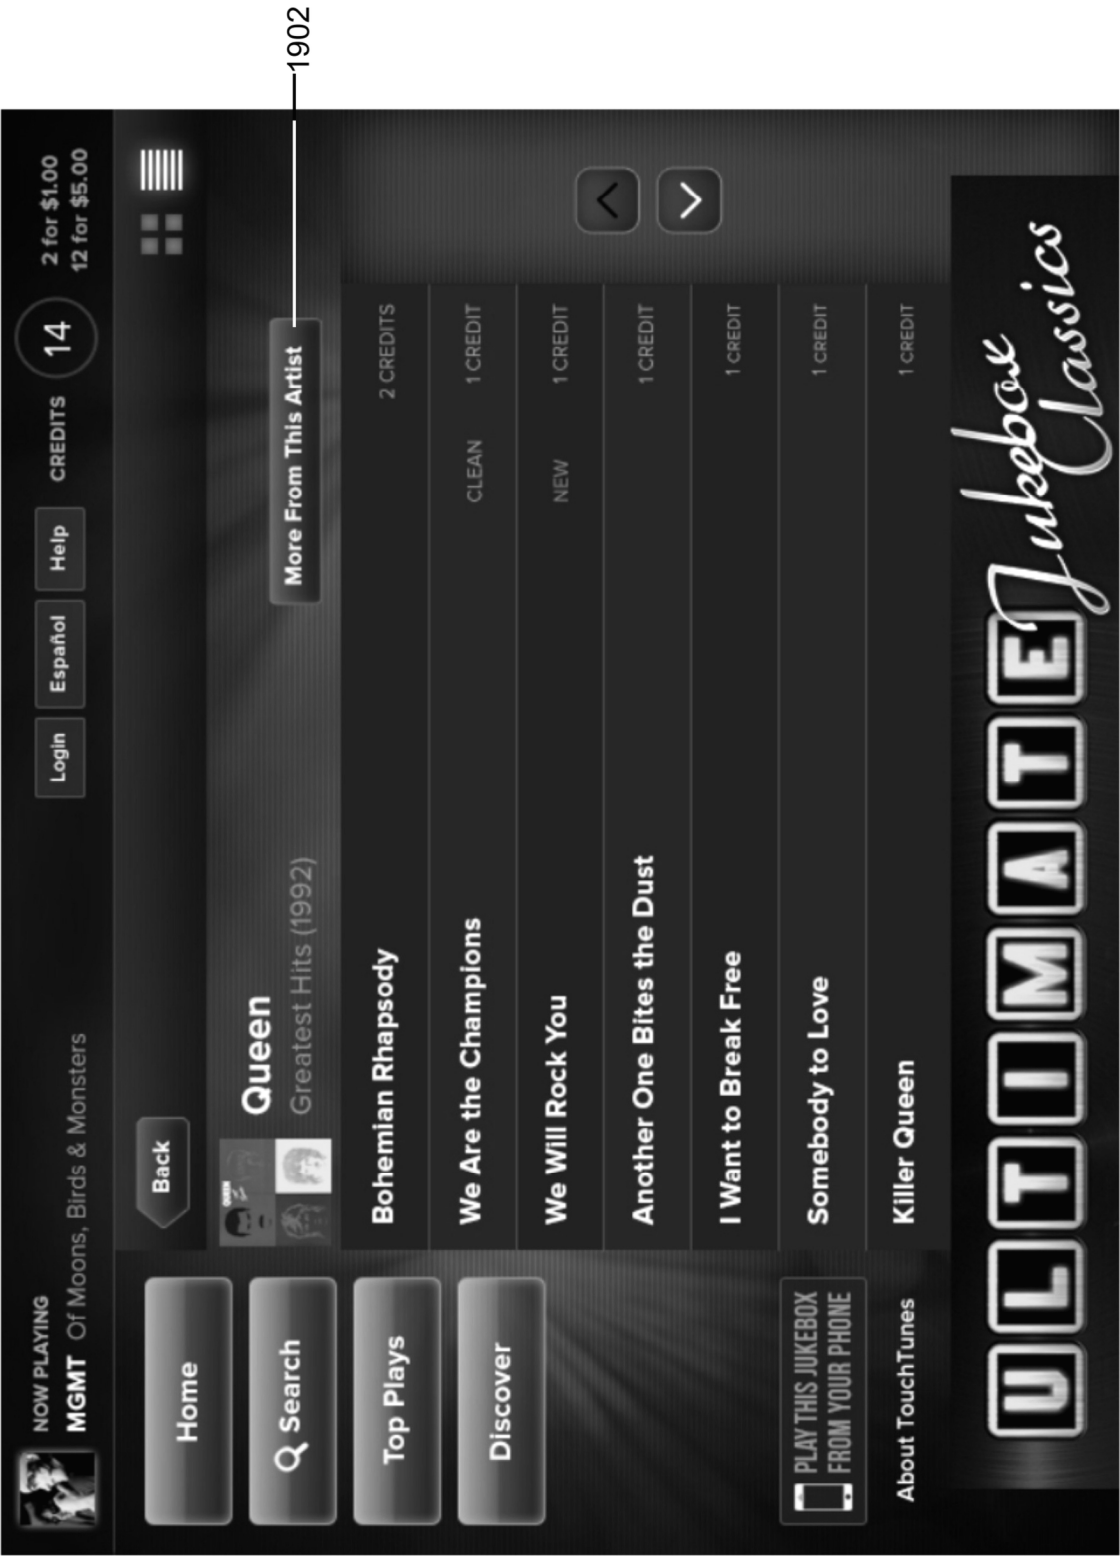 1902
NOW PLAYING
MGMT Of Moons, Birds & Monsters
Login
Español
Help
CREDITS
14
2 for $1.00
12 for $5.00
Home
Search
Top Plays
Discover
PLAY THIS JUKEBOX
FROM YOUR PHONE
About TouchTunes
Back
QUEEN
Queen
Greatest Hits (1992)
More From This Artist
Bohemian Rhapsody 2 CREDITS
We Are the Champions CLEAN 1 CREDIT
We Will Rock You NEW 1 CREDIT
Another One Bites the Dust 1 CREDIT
I Want to Break Free 1 CREDIT
Somebody to Love 1 CREDIT
Killer Queen 1 CREDIT
ULTIMATE Jukebox
Classics